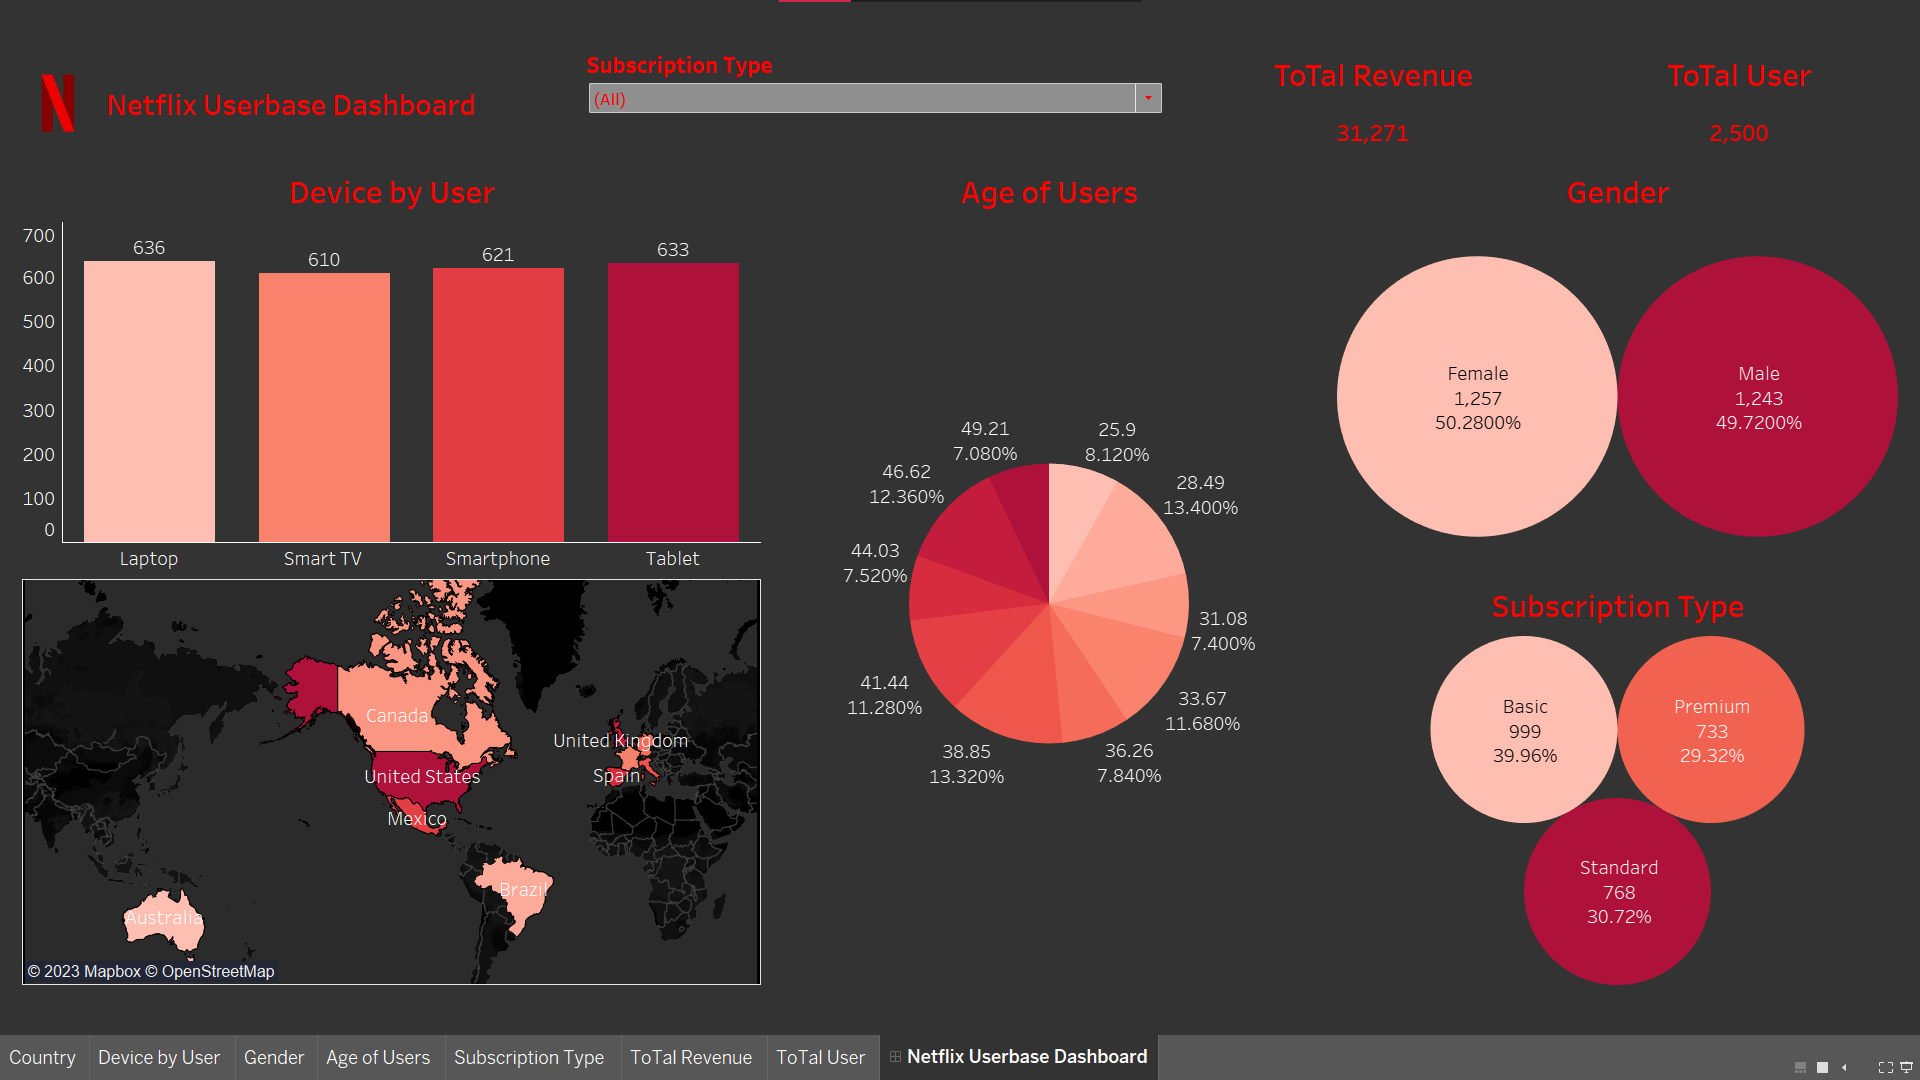 Netflix Userbase Dashboard
Subscription Type
(All)
ToTal Revenue
31,271
ToTal User
2,500
Device by User
700
600
500
400
300
200
100
0
636
610
621
633
Laptop
Smart TV
Smartphone
Tablet
Canada
United Kingdom
United States
Spain
Mexico
Brazil
Australia
© 2023 Mapbox © OpenStreetMap
Age of Users
25.9
8.120%
28.49
13.400%
31.08
7.400%
33.67
11.680%
36.26
7.840%
38.85
13.320%
41.44
11.280%
44.03
7.520%
46.62
12.360%
49.21
7.080%
Gender
Female
1,257
50.2800%
Male
1,243
49.7200%
Subscription Type
Basic
999
39.96%
Premium
733
29.32%
Standard
768
30.72%
Country
Device by User
Gender
Age of Users
Subscription Type
ToTal Revenue
ToTal User
Netflix Userbase Dashboard